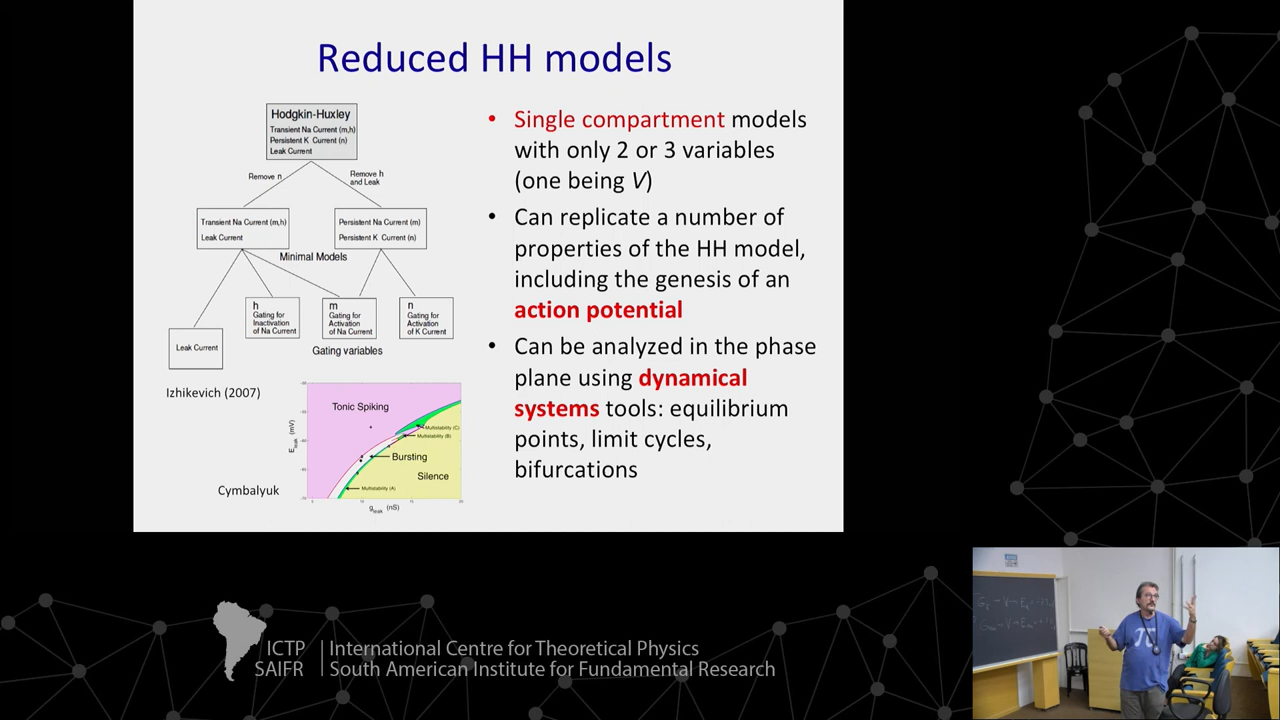 Reduced HH models
Hodgkin-Huxley
Transient Na Current (m,h)
Persistent K Current (n)
Leak Current
Remove n
Remove h
and Leak
Transient Na Current (m,h)
Leak Current
Persistent Na Current (m)
Persistent K Current (n)
Minimal Models
h
Gating for
Inactivation
of Na Current
m
Gating for
Activation
of Na Current
n
Gating for
Activation
of K Current
Leak Current
Gating variables
Izhikevich (2007)
Tonic Spiking
Multistability (C)
Multistability (B)
Bursting
Silence
Multistability (A)
E_leak (mV)
g_leak (nS)
Cymbalyuk
• Single compartment models
with only 2 or 3 variables
(one being V)
• Can replicate a number of
properties of the HH model,
including the genesis of an
action potential
• Can be analyzed in the phase
plane using dynamical
systems tools: equilibrium
points, limit cycles,
bifurcations
ICTP
SAIFR
International Centre for Theoretical Physics
South American Institute for Fundamental Research
π